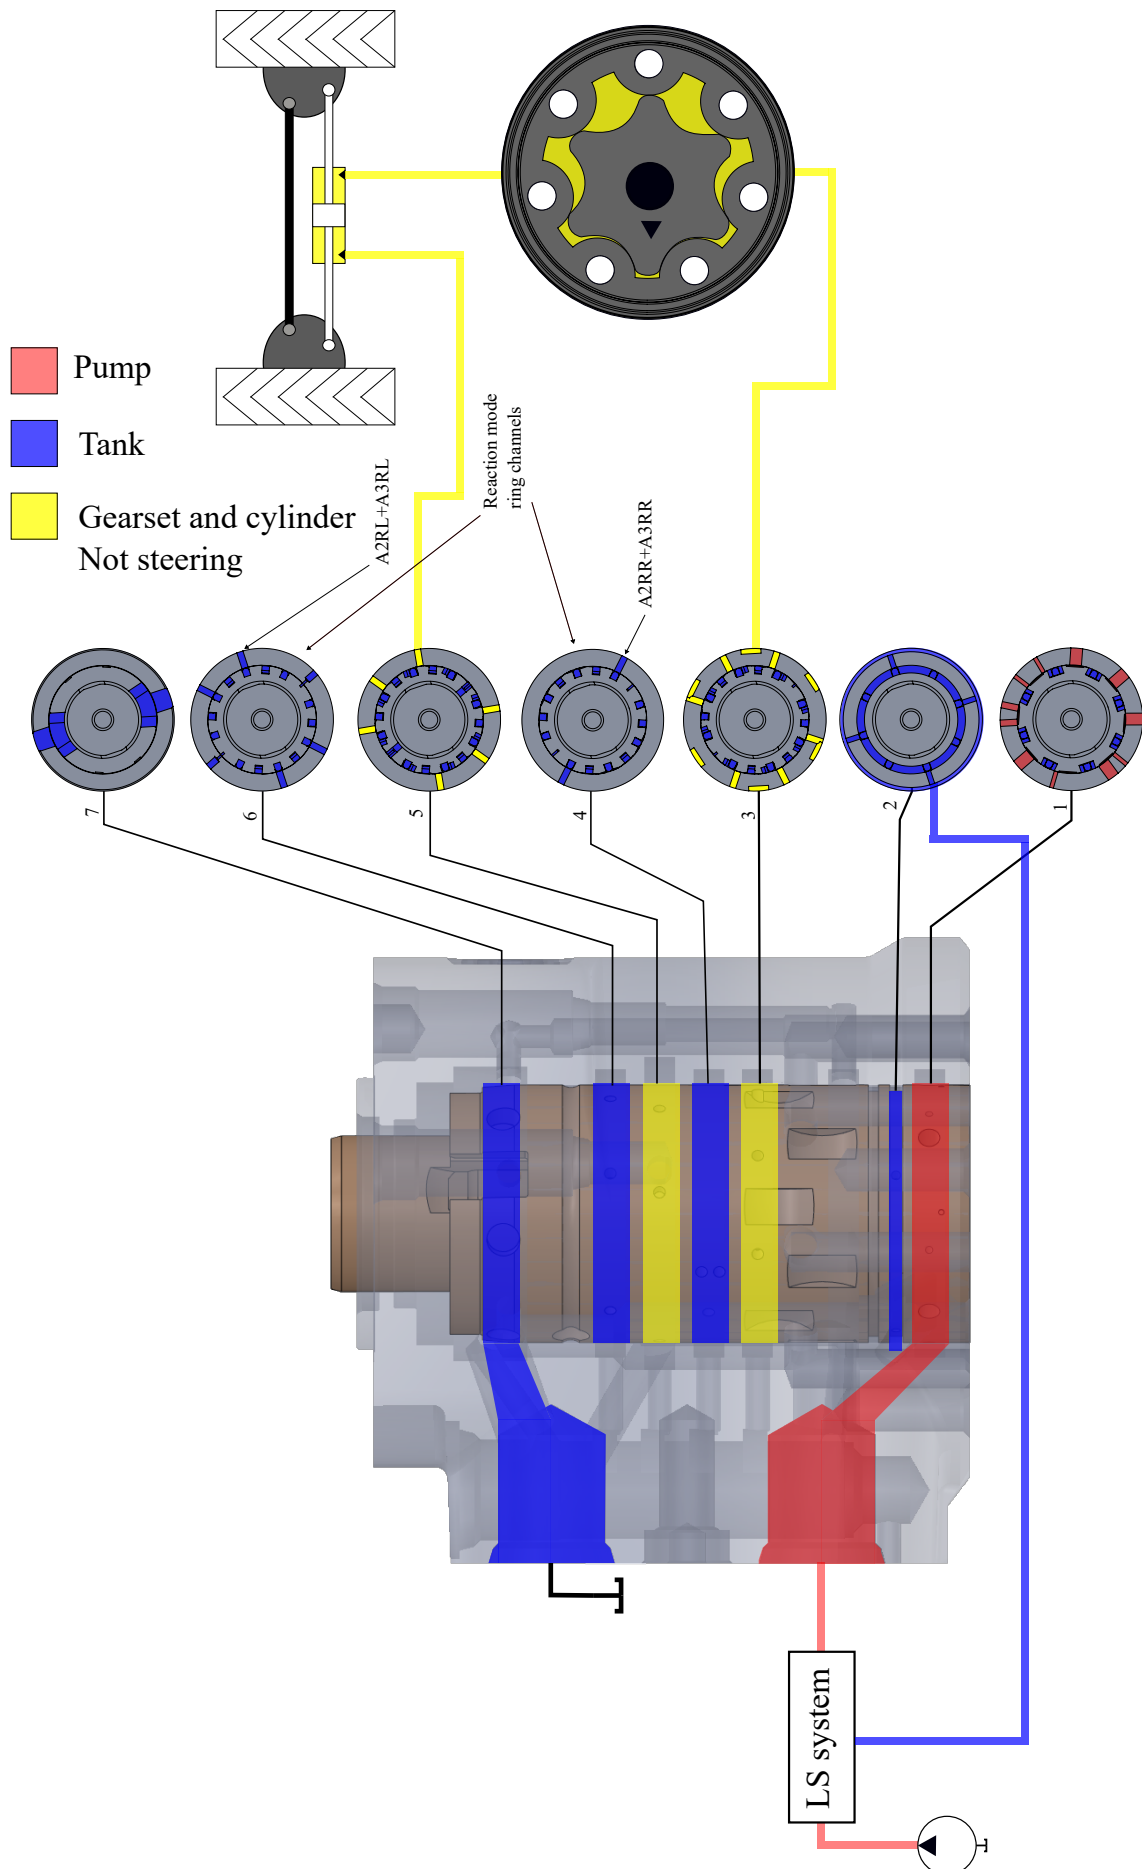 Pump
Tank
Gearset and cylinder
Not steering
A2RL+A3RL
Reaction mode
ring channels
A2RR+A3RR
7
6
5
4
3
2
1
LS system